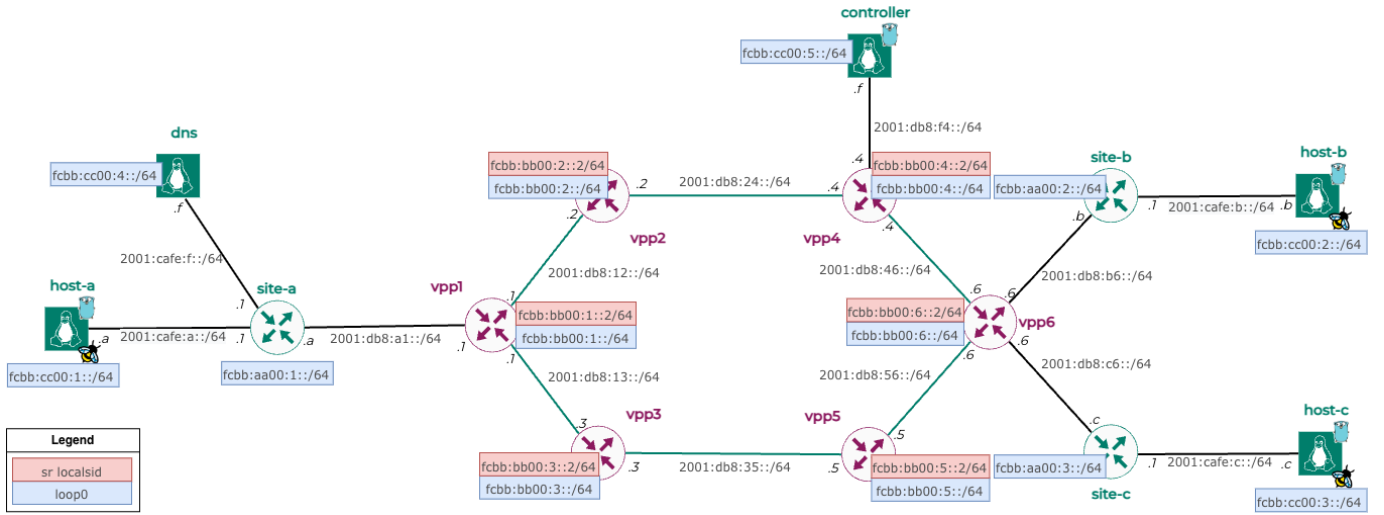 controller
fcbb:cc00:5::/64
.f
2001:db8:f4::/64
dns
fcbb:cc00:4::/64
.f
2001:cafe:f::/64
.1
host-a
.a
2001:cafe:a::/64
.1
fcbb:cc00:1::/64
site-a
.a
2001:db8:a1::/64
.1
fcbb:aa00:1::/64
vpp1
.1
fcbb:bb00:1::2/64
fcbb:bb00:1::/64
.1
2001:db8:12::/64
2001:db8:13::/64
fcbb:bb00:2::2/64
fcbb:bb00:2::/64
.2
.2
vpp2
2001:db8:24::/64
.4
.4
fcbb:bb00:4::2/64
fcbb:bb00:4::/64
.4
vpp4
2001:db8:46::/64
vpp3
.3
.3
fcbb:bb00:3::2/64
fcbb:bb00:3::/64
2001:db8:35::/64
vpp5
.5
.5
fcbb:bb00:5::2/64
fcbb:bb00:5::/64
2001:db8:56::/64
.6
.6
fcbb:bb00:6::2/64
fcbb:bb00:6::/64
vpp6
.6
.6
2001:db8:b6::/64
2001:db8:c6::/64
site-b
fcbb:aa00:2::/64
.b
.1
2001:cafe:b::/64
.b
host-b
fcbb:cc00:2::/64
.c
fcbb:aa00:3::/64
site-c
.1
2001:cafe:c::/64
.c
host-c
fcbb:cc00:3::/64
Legend
sr localsid
loop0